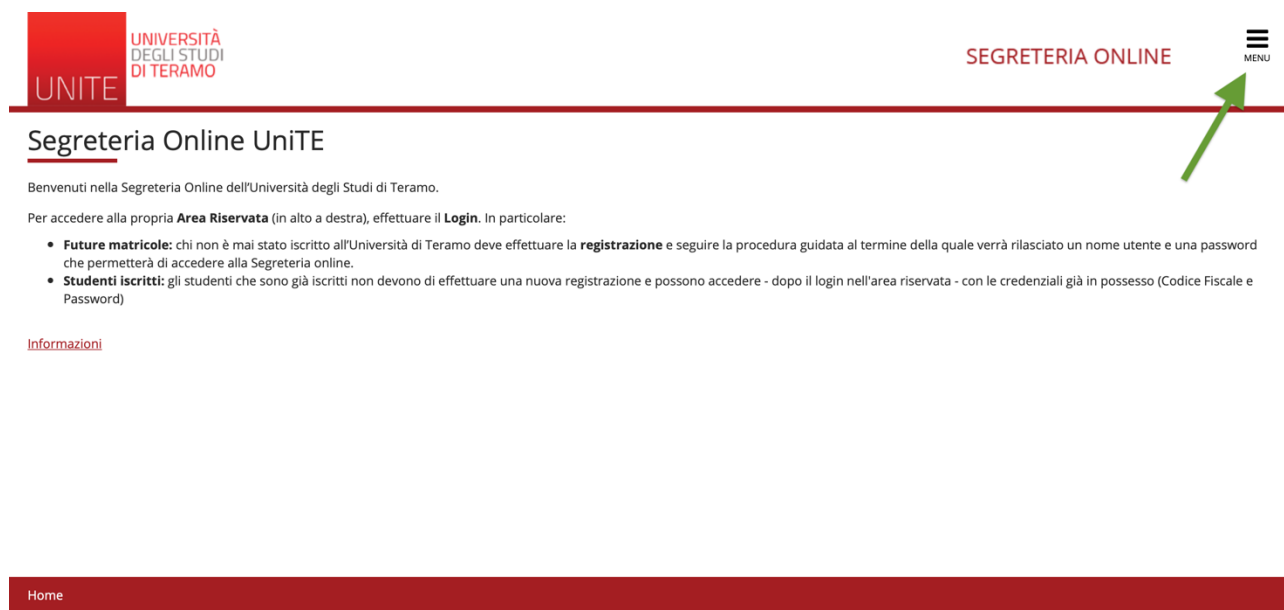 UNITE
UNIVERSITÀ
DEGLI STUDI
DI TERAMO
SEGRETERIA ONLINE
MENU
Segreteria Online UniTE
Benvenuti nella Segreteria Online dell'Università degli Studi di Teramo.
Per accedere alla propria Area Riservata (in alto a destra), effettuare il Login. In particolare:
• Future matricole: chi non è mai stato iscritto all'Università di Teramo deve effettuare la registrazione e seguire la procedura guidata al termine della quale verrà rilasciato un nome utente e una password
che permetterà di accedere alla Segreteria online.
• Studenti iscritti: gli studenti che sono già iscritti non devono di effettuare una nuova registrazione e possono accedere - dopo il login nell'area riservata - con le credenziali già in possesso (Codice Fiscale e
Password)
Informazioni
Home